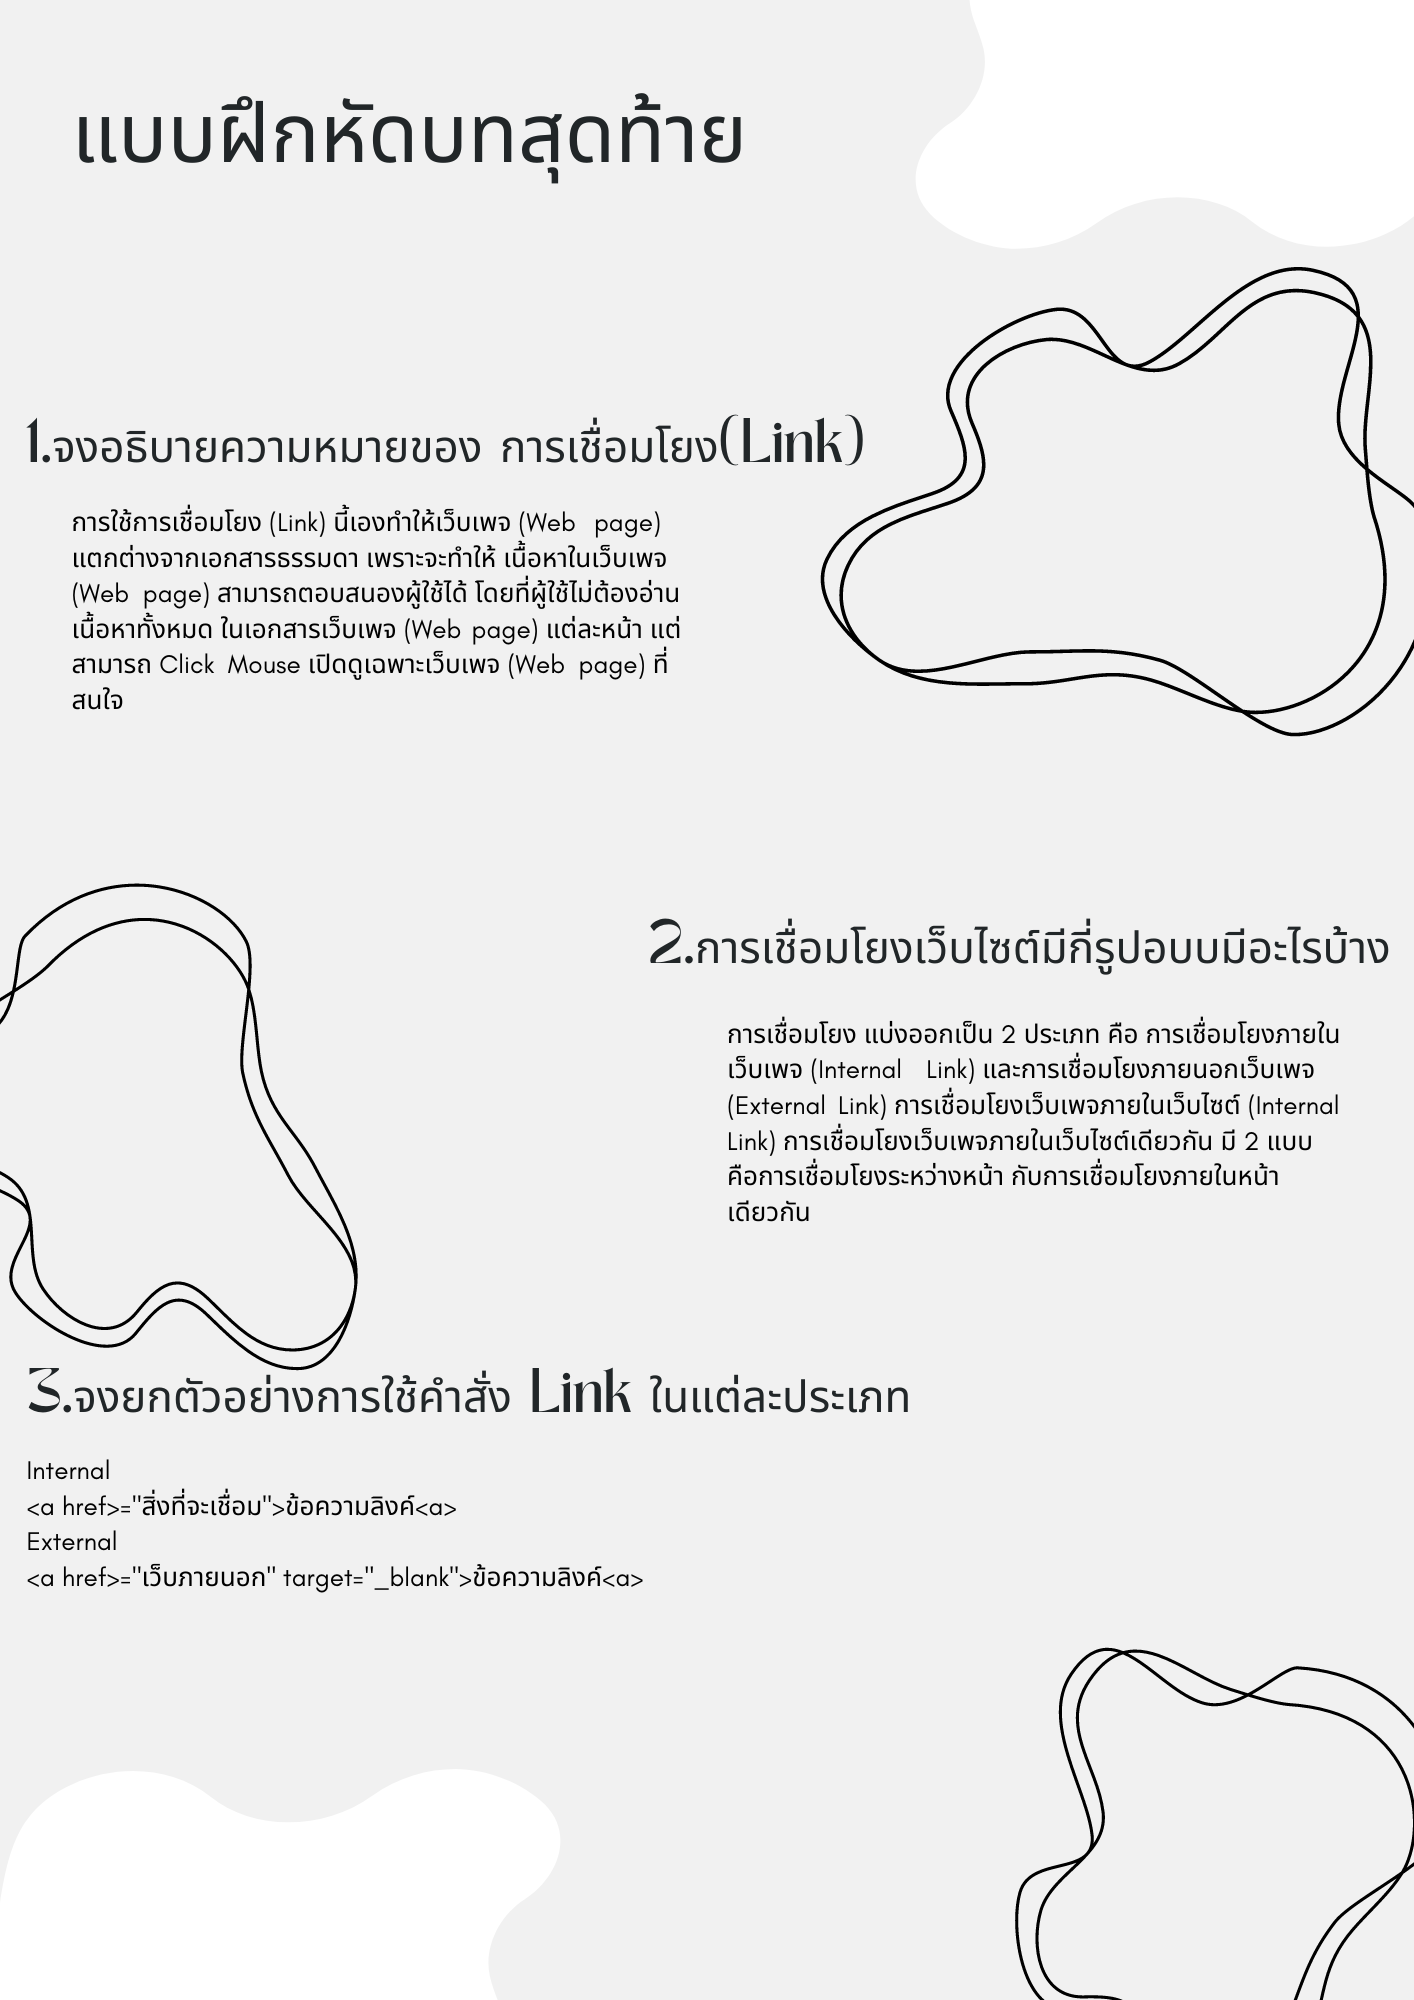 แบบฝึกหัดบทสุดท้าย
1.จงอธิบายความหมายของ การเชื่อมโยง(Link)
การใช้การเชื่อมโยง (Link) นี้เองทำให้เว็บเพจ (Web page)
แตกต่างจากเอกสารธรรมดา เพราะจะทำให้ เนื้อหาในเว็บเพจ
(Web page) สามารถตอบสนองผู้ใช้ได้ โดยที่ผู้ใช้ไม่ต้องอ่าน
เนื้อหาทั้งหมด ในเอกสารเว็บเพจ (Web page) แต่ละหน้า แต่
สามารถ Click Mouse เปิดดูเฉพาะเว็บเพจ (Web page) ที่
สนใจ
2.การเชื่อมโยงเว็บไซต์มีกี่รูปอบบมีอะไรบ้าง
การเชื่อมโยง แบ่งออกเป็น 2 ประเภท คือ การเชื่อมโยงภายใน
เว็บเพจ (Internal Link) และการเชื่อมโยงภายนอกเว็บเพจ
(External Link) การเชื่อมโยงเว็บเพจภายในเว็บไซต์ (Internal
Link) การเชื่อมโยงเว็บเพจภายในเว็บไซต์เดียวกัน มี 2 แบบ
คือการเชื่อมโยงระหว่างหน้า กับการเชื่อมโยงภายในหน้า
เดียวกัน
3.จงยกตัวอย่างการใช้คำสั่ง Link ในแต่ละประเภท
Internal
<a href>="สิ่งที่จะเชื่อม">ข้อความลิงค์<a>
External
<a href>="เว็บภายนอก" target="_blank">ข้อความลิงค์<a>